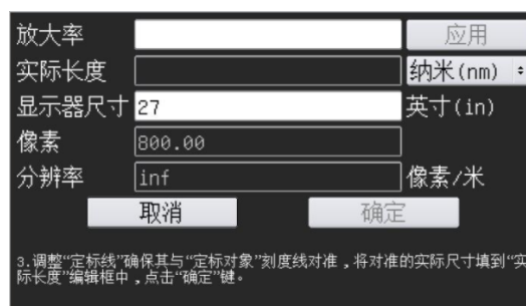 放大率 应用
实际长度 纳米(nm)
显示器尺寸 27 英寸(in)
像素 800.00
分辨率 inf 像素/米
取消 确定
3.调整“定标线”确保其与“定标对象”刻度线对准，将对准的实际尺寸填到“实
际长度”编辑框中，点击“确定”键。